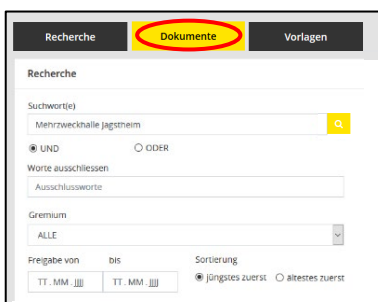 Recherche Dokumente Vorlagen
Recherche
Suchwort(e)
Mehrzweckhalle Jagstheim
UND ODER
Worte ausschliessen
Ausschlussworte
Gremium
ALLE
Freigabe von bis Sortierung
TT.MM.JJJJ TT.MM.JJJJ jüngstes zuerst ältestes zuerst